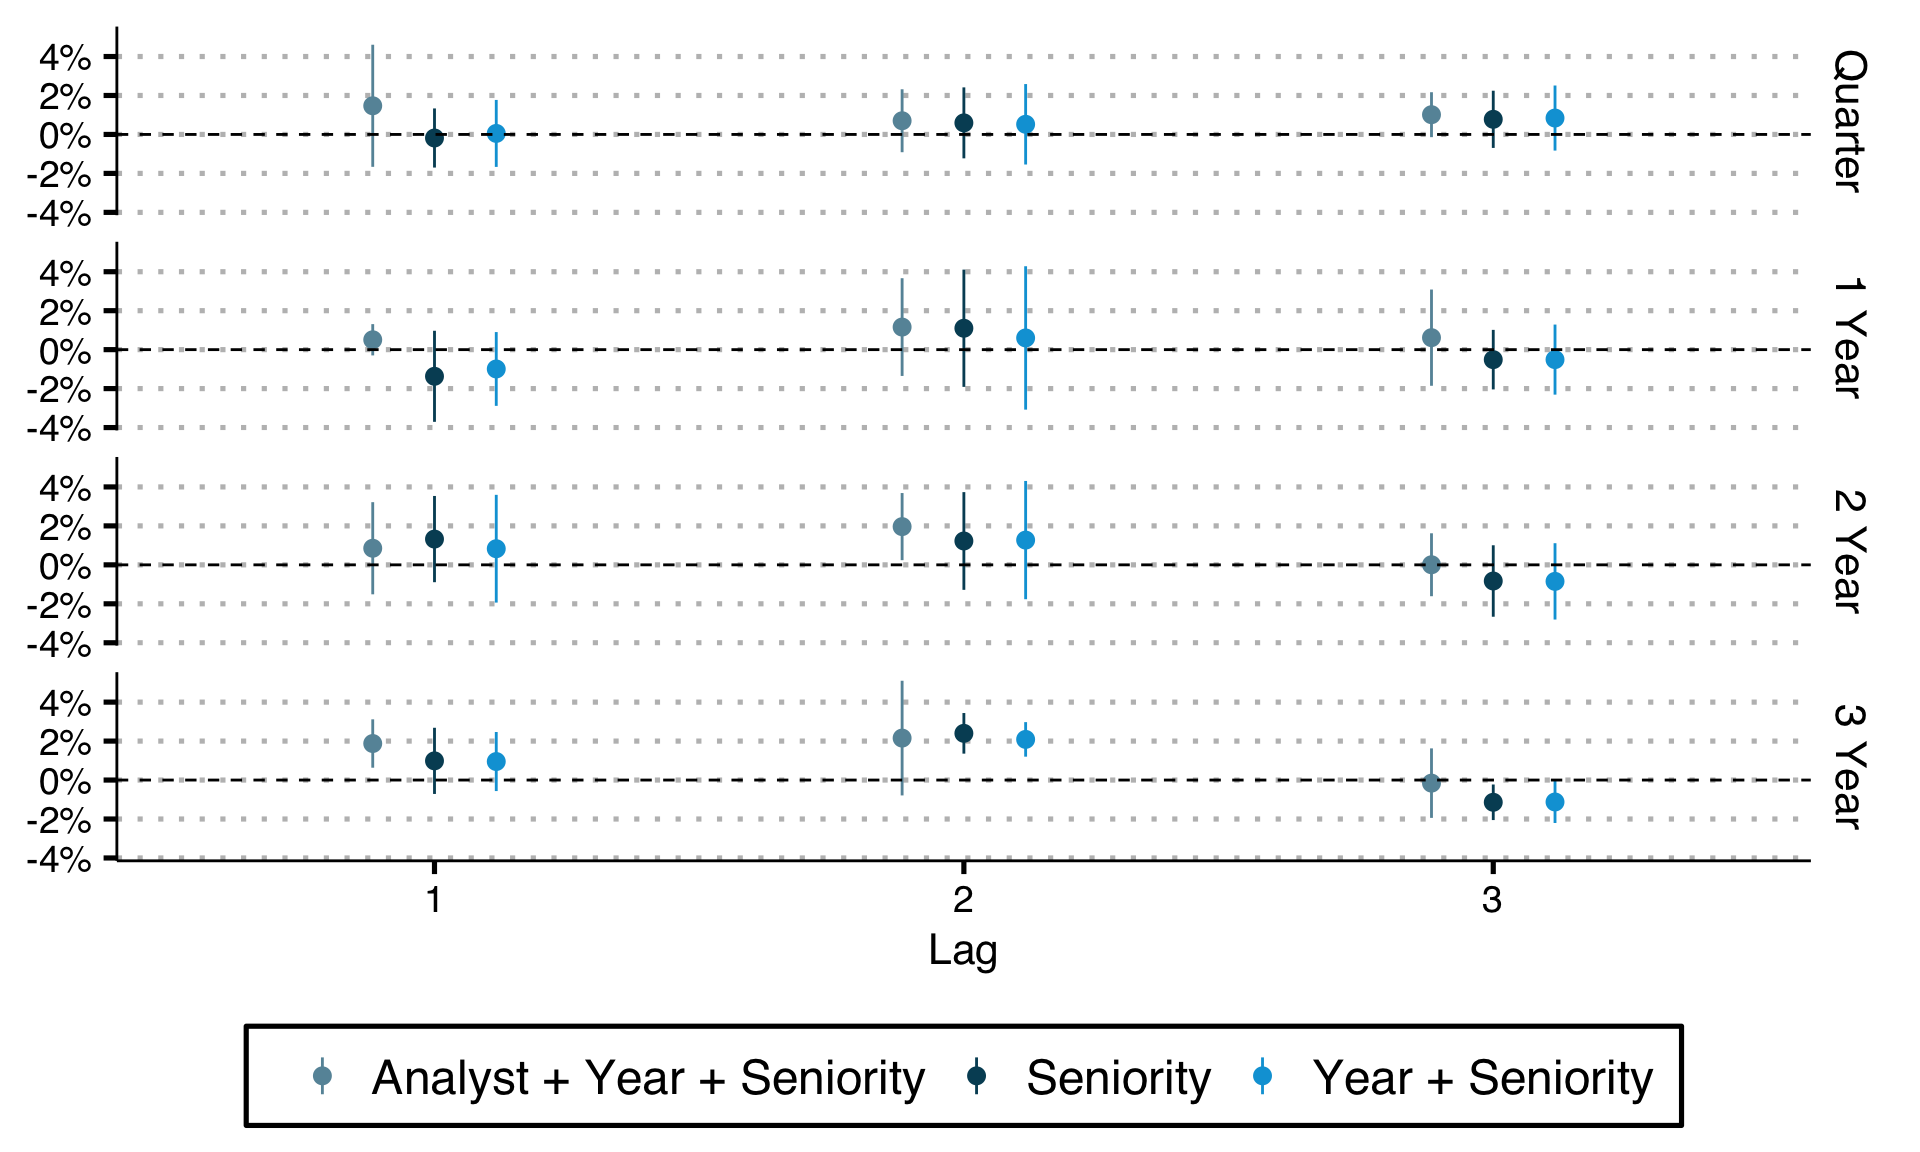 4%
2%
0%
-2%
-4%
Quarter
4%
2%
0%
-2%
-4%
1 Year
4%
2%
0%
-2%
-4%
2 Year
4%
2%
0%
-2%
-4%
3 Year
1 2 3
Lag
Analyst + Year + Seniority Seniority Year + Seniority